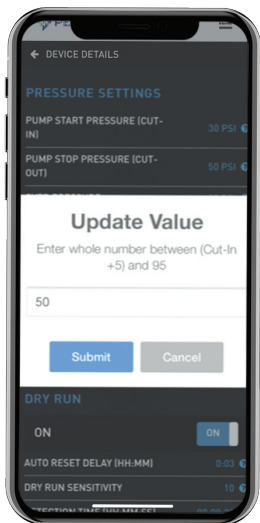 ← DEVICE DETAILS
PRESSURE SETTINGS
PUMP START PRESSURE (CUT-
IN)
30 PSI
PUMP STOP PRESSURE (CUT-
OUT)
50 PSI
Update Value
Enter whole number between (Cut-In
+5) and 95
50
Submit
Cancel
DRY RUN
ON
ON
AUTO RESET DELAY (HH:MM)
0:03
DRY RUN SENSITIVITY
10